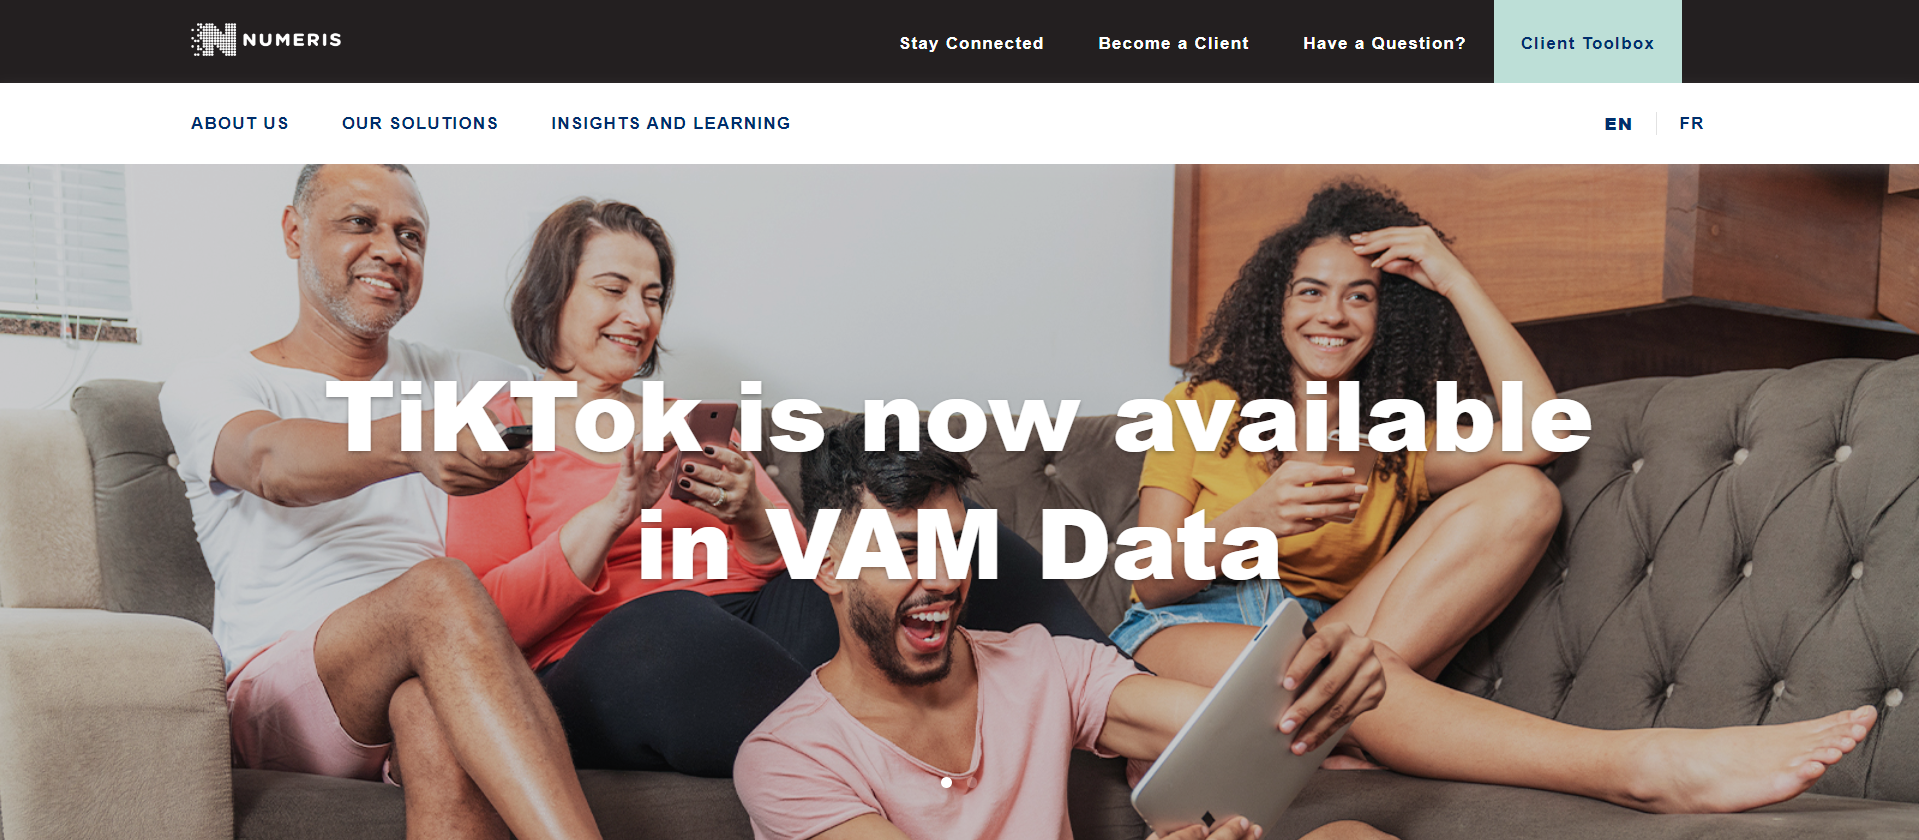 NUMERIS
Stay Connected
Become a Client
Have a Question?
Client Toolbox
ABOUT US
OUR SOLUTIONS
INSIGHTS AND LEARNING
EN
FR
TiKTok is now available
in VAM Data